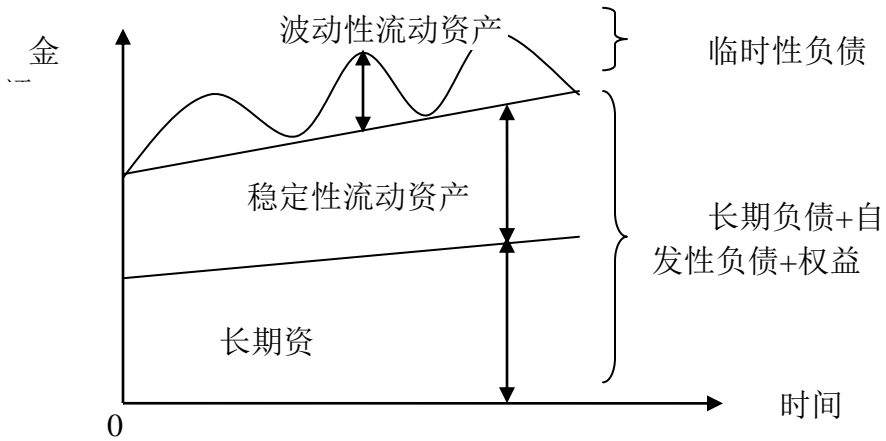 波动性流动资产
金
临时性负债
稳定性流动资产
长期负债+自
发性负债+权益
长期资
时间
0